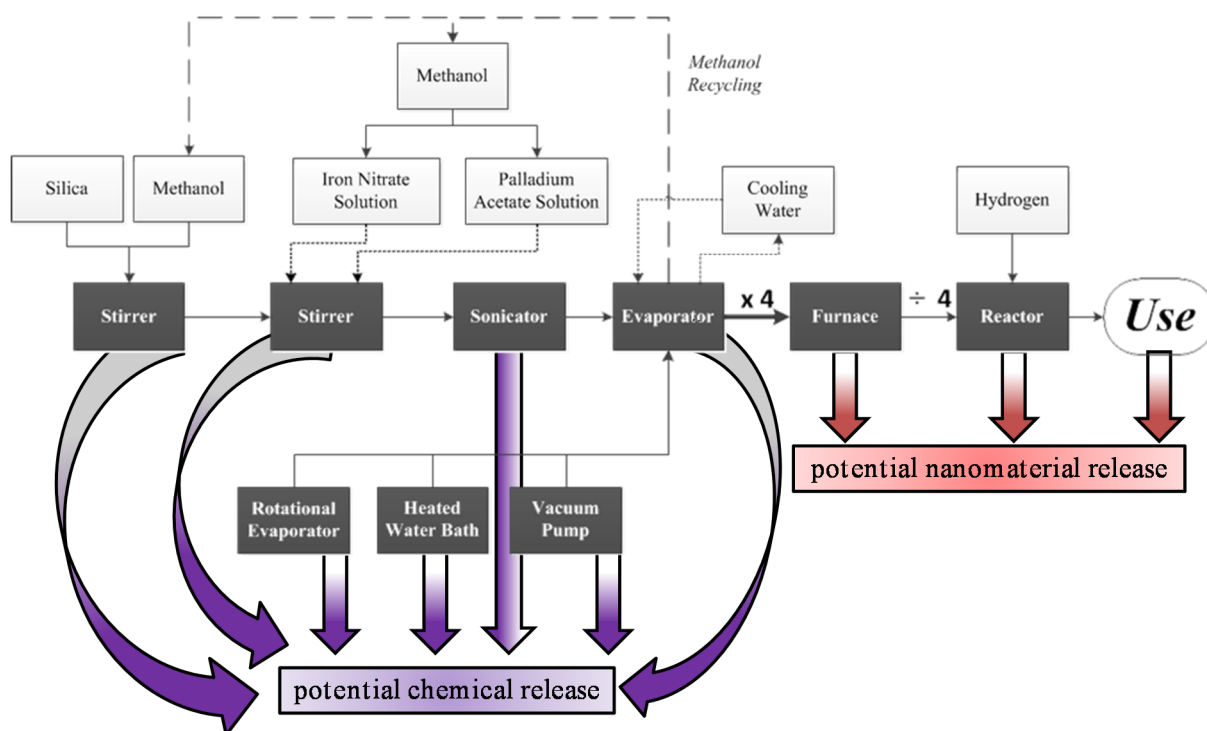 Methanol
Recycling
Methanol
Silica
Methanol
Iron Nitrate
Solution
Palladium
Acetate Solution
Cooling
Water
Hydrogen
Stirrer
Stirrer
Sonicator
Evaporator
x 4
Furnace
÷ 4
Reactor
Use
potential nanomaterial release
Rotational
Evaporator
Heated
Water Bath
Vacuum
Pump
potential chemical release